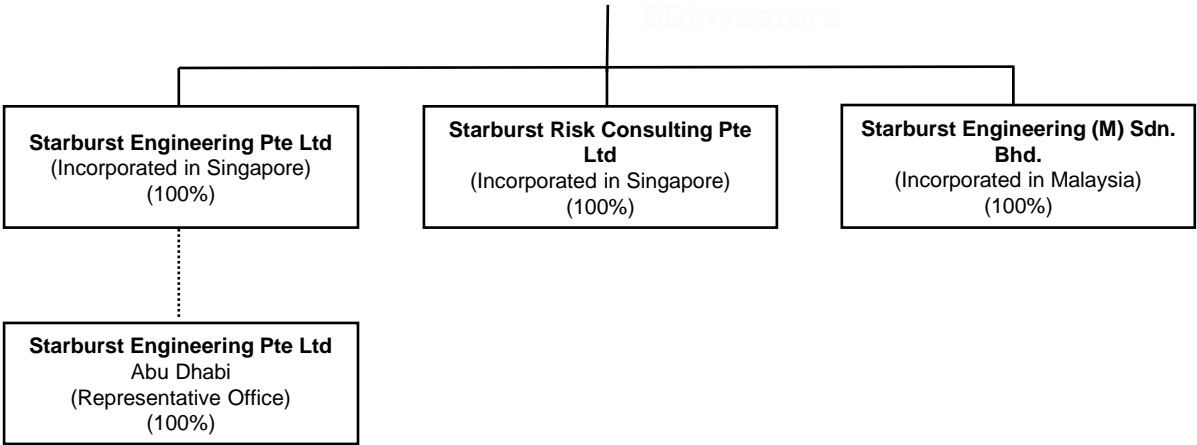 SGinvestors
Starburst Engineering Pte Ltd
(Incorporated in Singapore)
(100%)
Starburst Risk Consulting Pte
Ltd
(Incorporated in Singapore)
(100%)
Starburst Engineering (M) Sdn.
Bhd.
(Incorporated in Malaysia)
(100%)
Starburst Engineering Pte Ltd
Abu Dhabi
(Representative Office)
(100%)